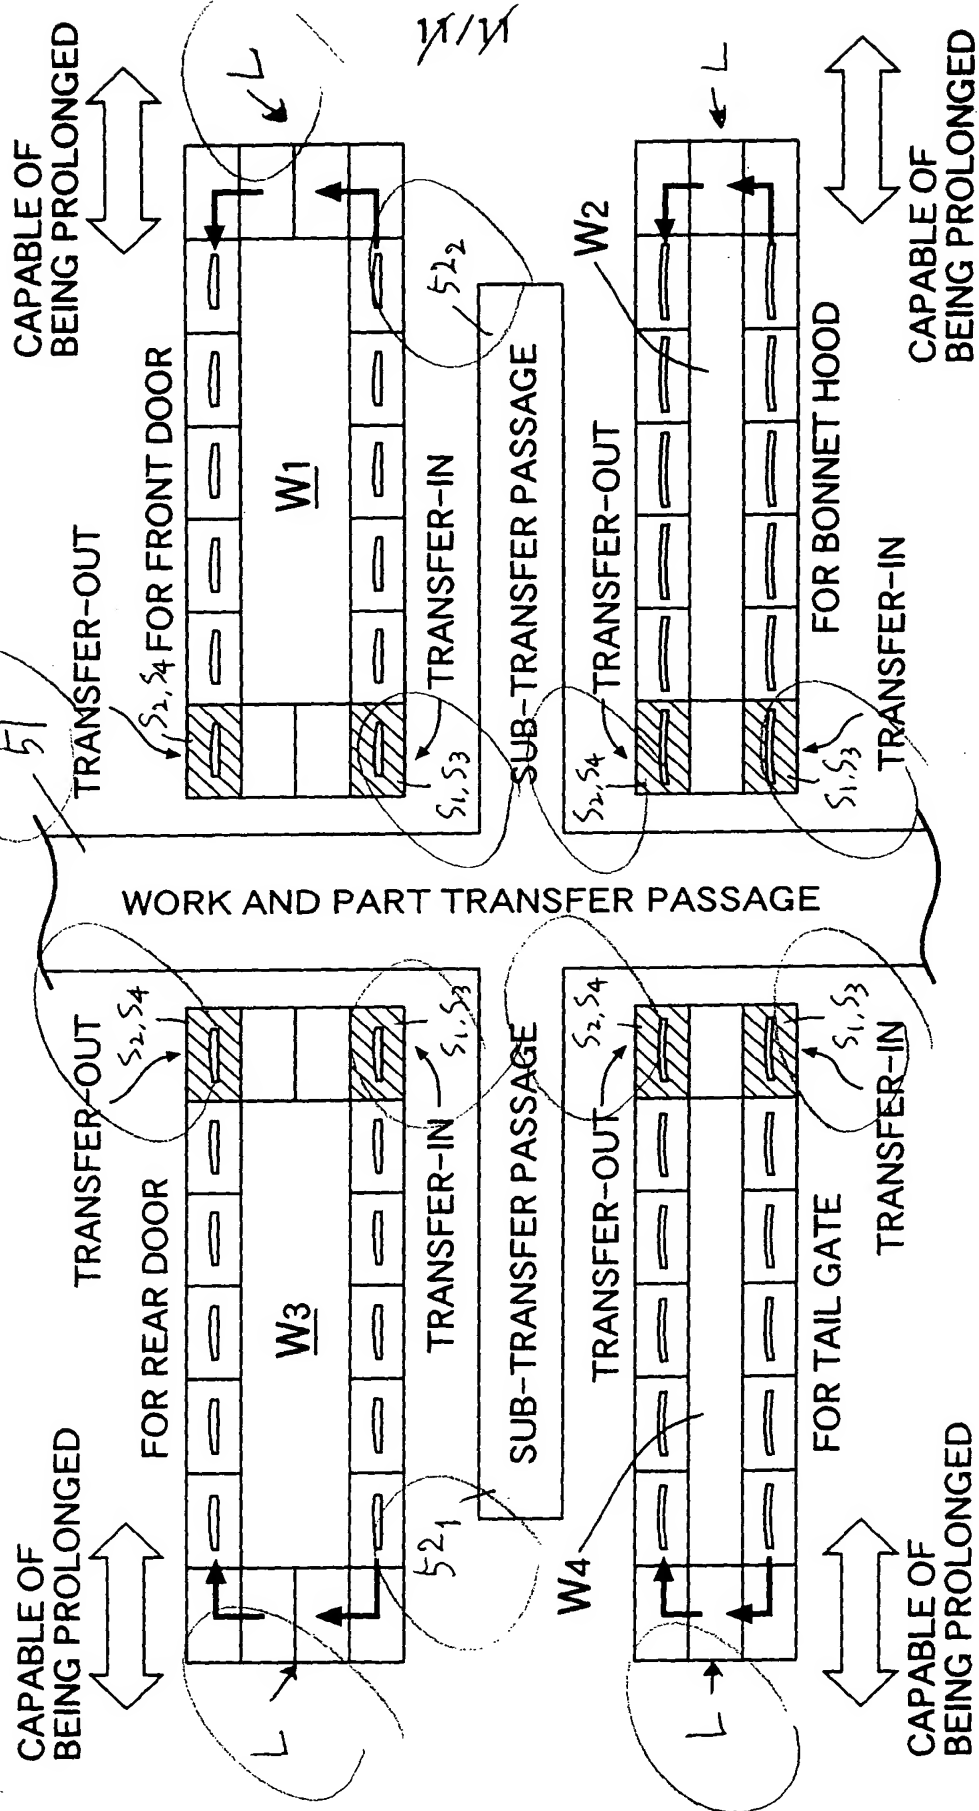 11/11
51
CAPABLE OF
BEING PROLONGED
TRANSFER-OUT
S2, S4
FOR REAR DOOR
W3
L
S1, S3
TRANSFER-IN
521
SUB-TRANSFER PASSAGE
TRANSFER-OUT
S2, S4
W4
L
S1, S3
FOR TAIL GATE
TRANSFER-IN
CAPABLE OF
BEING PROLONGED
WORK AND PART TRANSFER PASSAGE
CAPABLE OF
BEING PROLONGED
TRANSFER-OUT
S2, S4
FOR FRONT DOOR
W1
L
S1, S3
TRANSFER-IN
522
SUB-TRANSFER PASSAGE
TRANSFER-OUT
S2, S4
W2
L
S1, S3
FOR BONNET HOOD
TRANSFER-IN
CAPABLE OF
BEING PROLONGED